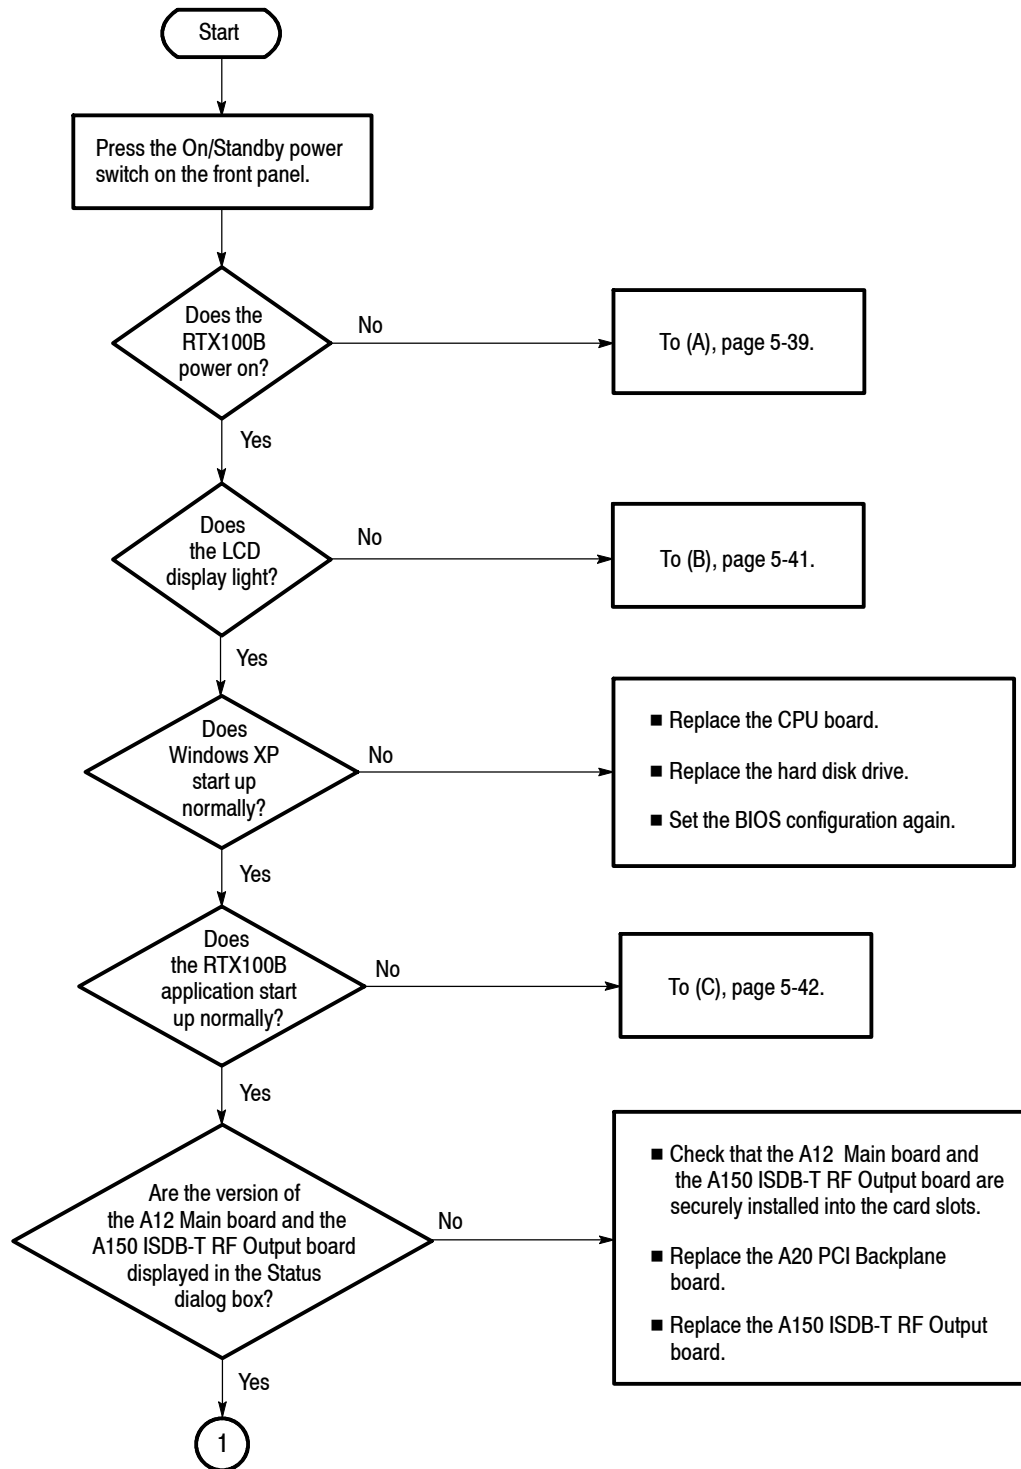 Start
Press the On/Standby power
switch on the front panel.
Does the
RTX100B
power on?
No
To (A), page 5-39.
Yes
Does
the LCD
display light?
No
To (B), page 5-41.
Yes
Does
Windows XP
start up
normally?
No
■ Replace the CPU board.
■ Replace the hard disk drive.
■ Set the BIOS configuration again.
Yes
Does
the RTX100B
application start
up normally?
No
To (C), page 5-42.
Yes
Are the version of
the A12 Main board and the
A150 ISDB-T RF Output board
displayed in the Status
dialog box?
No
■ Check that the A12 Main board and
the A150 ISDB-T RF Output board are
securely installed into the card slots.
■ Replace the A20 PCI Backplane
board.
■ Replace the A150 ISDB-T RF Output
board.
Yes
1